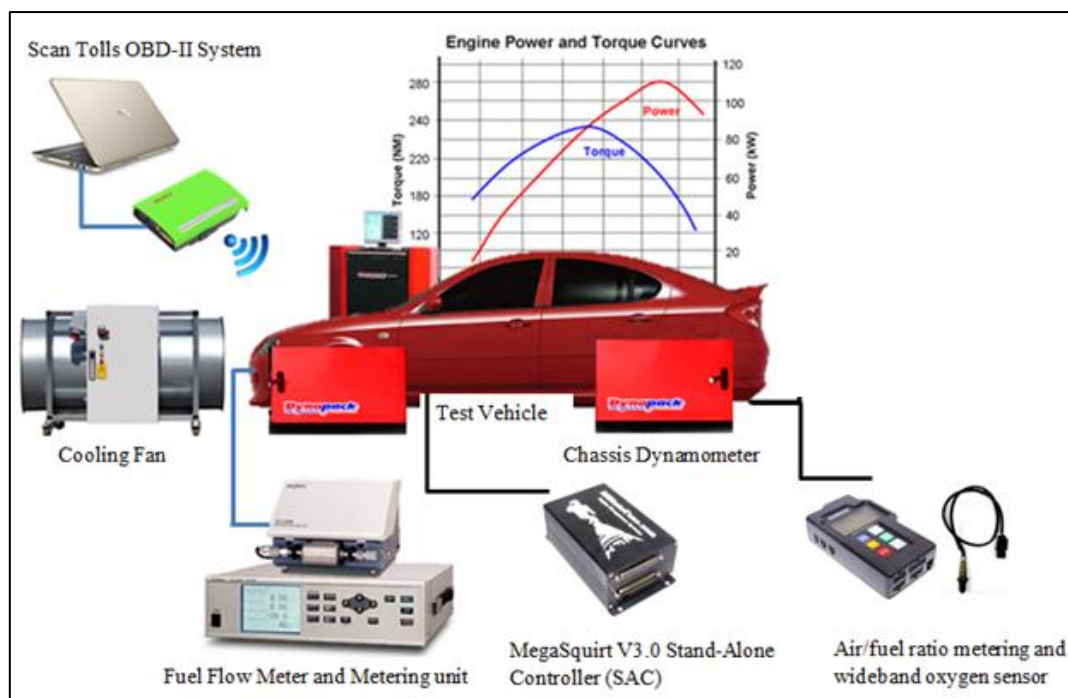 Scan Tolls OBD-II System
Engine Power and Torque Curves
280
240
220
180
120
Torque (NM)
Power
Torque
120
100
80
60
40
20
Power (kW)
Dynapack
Dynapack
Test Vehicle
Cooling Fan
Chassis Dynamometer
Fuel Flow Meter and Metering unit
MegaSquirt V3.0 Stand-Alone
Controller (SAC)
Air/fuel ratio metering and
wideband oxygen sensor